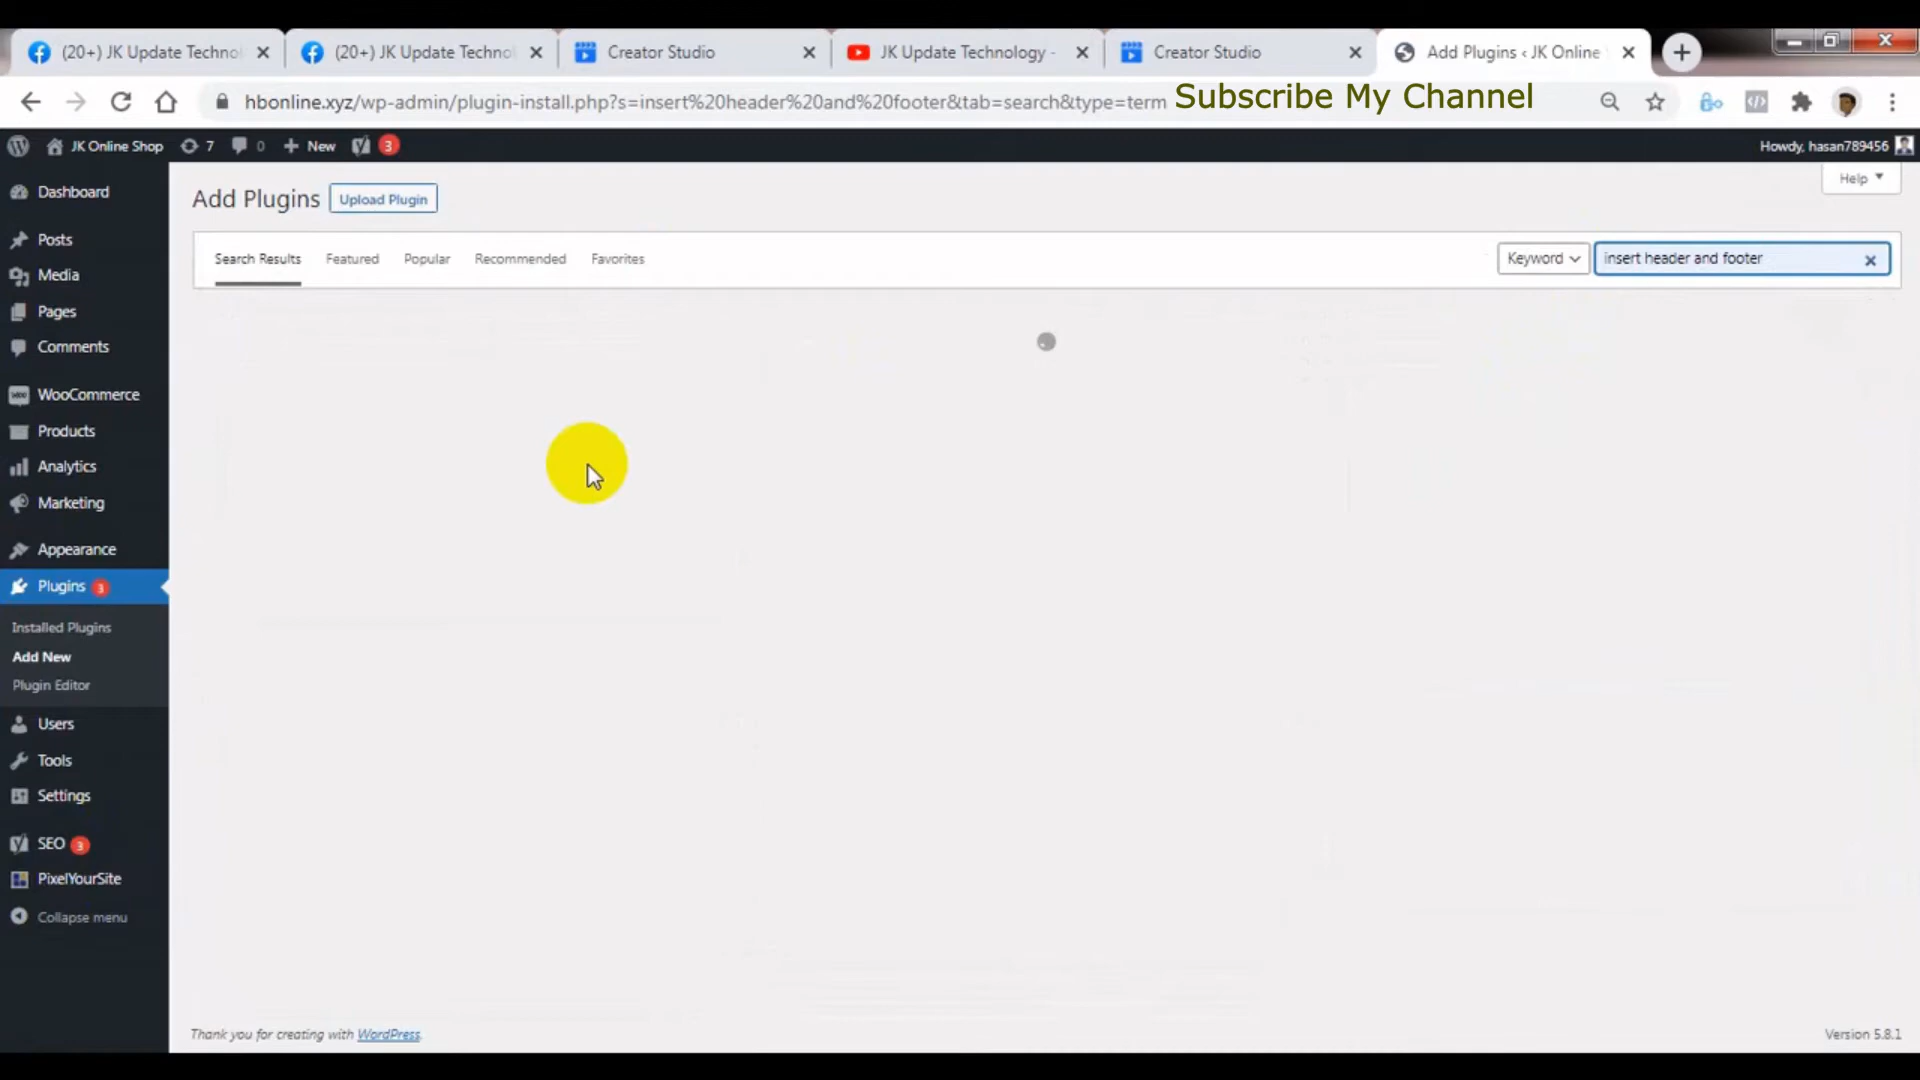 (20+) JK Update Technol
(20+) JK Update Technol
Creator Studio
JK Update Technology -
Creator Studio
Add Plugins ‹ JK Online
hbonline.xyz/wp-admin/plugin-install.php?s=insert%20header%20and%20footer&tab=search&type=term
Subscribe My Channel
JK Online Shop
7
0
New
3
Howdy, hasan789456
Dashboard
Posts
Media
Pages
Comments
WooCommerce
Products
Analytics
Marketing
Appearance
Plugins 3
Installed Plugins
Add New
Plugin Editor
Users
Tools
Settings
SEO 3
PixelYourSite
Collapse menu
Help
Add Plugins
Upload Plugin
Search Results
Featured
Popular
Recommended
Favorites
Keyword
insert header and footer
Thank you for creating with WordPress.
Version 5.8.1